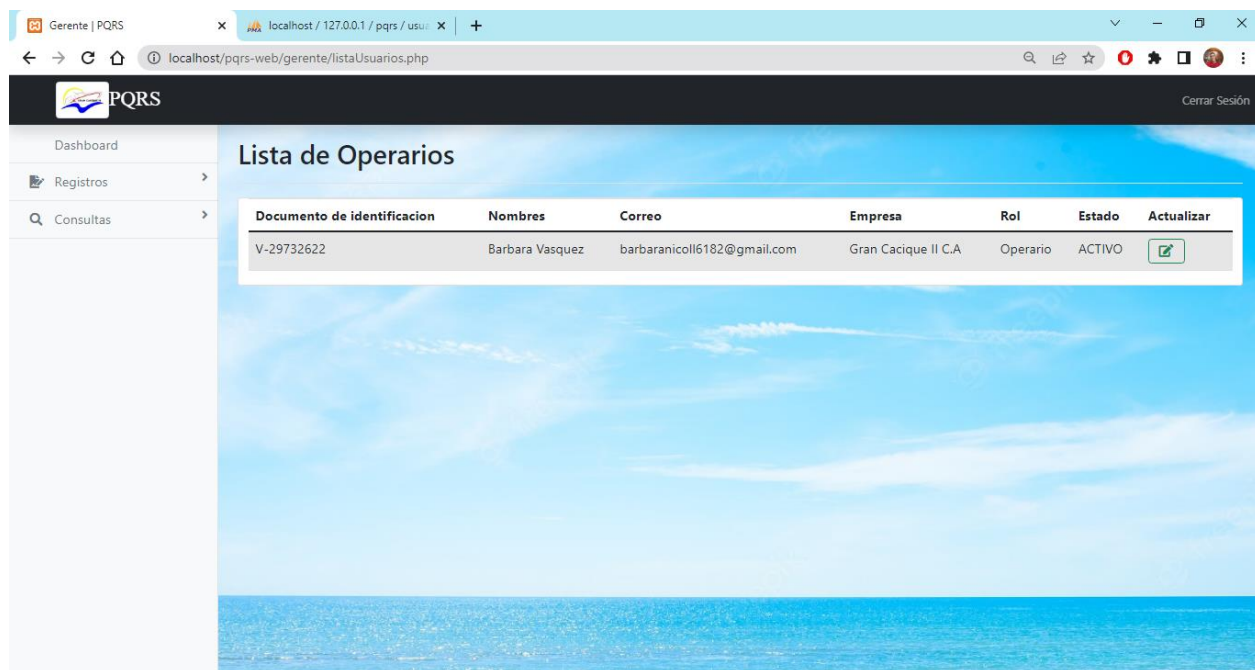 Gerente | PQRS
localhost / 127.0.0.1 / pqrs / usua
localhost/pqrs-web/gerente/listaUsuarios.php
PQRS
Cerrar Sesión
Dashboard
Registros
Consultas
Lista de Operarios
Documento de identificacion Nombres Correo Empresa Rol Estado Actualizar
V-29732622 Barbara Vasquez barbaranicoll6182@gmail.com Gran Cacique II C.A Operario ACTIVO